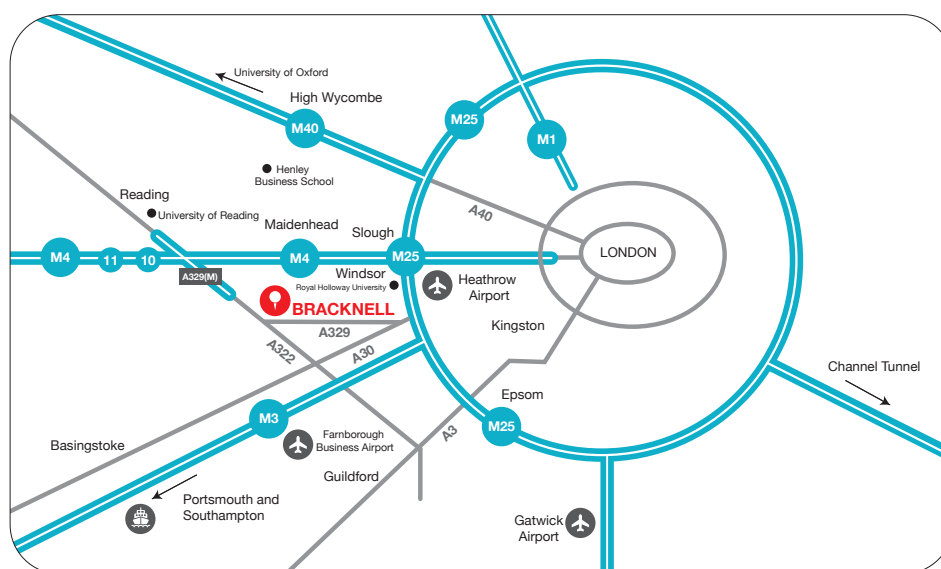 University of Oxford
High Wycombe
M40
M25
M1
Henley
Business School
Reading
University of Reading
A40
Maidenhead
Slough
M4
11
10
M4
M25
LONDON
A329(M)
Windsor
Royal Holloway University
Heathrow
Airport
BRACKNELL
A329
Kingston
A322
A30
Channel Tunnel
Epsom
M3
M25
A3
Basingstoke
Farnborough
Business Airport
Guildford
Portsmouth and
Southampton
Gatwick
Airport